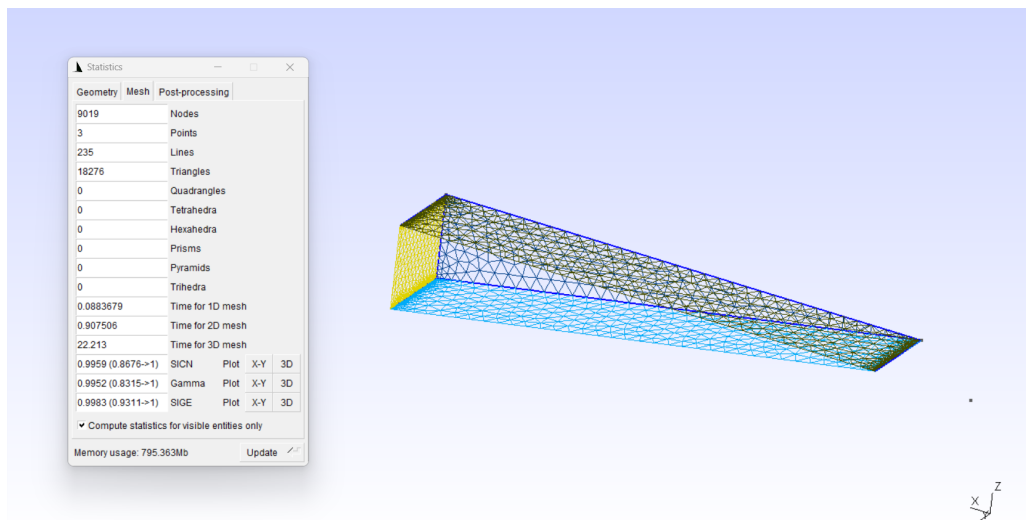 Statistics
Geometry Mesh Post-processing
9019 Nodes
3 Points
235 Lines
18276 Triangles
0 Quadrangles
0 Tetrahedra
0 Hexahedra
0 Prisms
0 Pyramids
0 Trihedra
0.0883679 Time for 1D mesh
0.907506 Time for 2D mesh
22.213 Time for 3D mesh
0.9959 (0.8676->1) SICN Plot X-Y 3D
0.9952 (0.8315->1) Gamma Plot X-Y 3D
0.9983 (0.9311->1) SIGE Plot X-Y 3D
Compute statistics for visible entities only
Memory usage: 795.363Mb Update
Z
X
Y